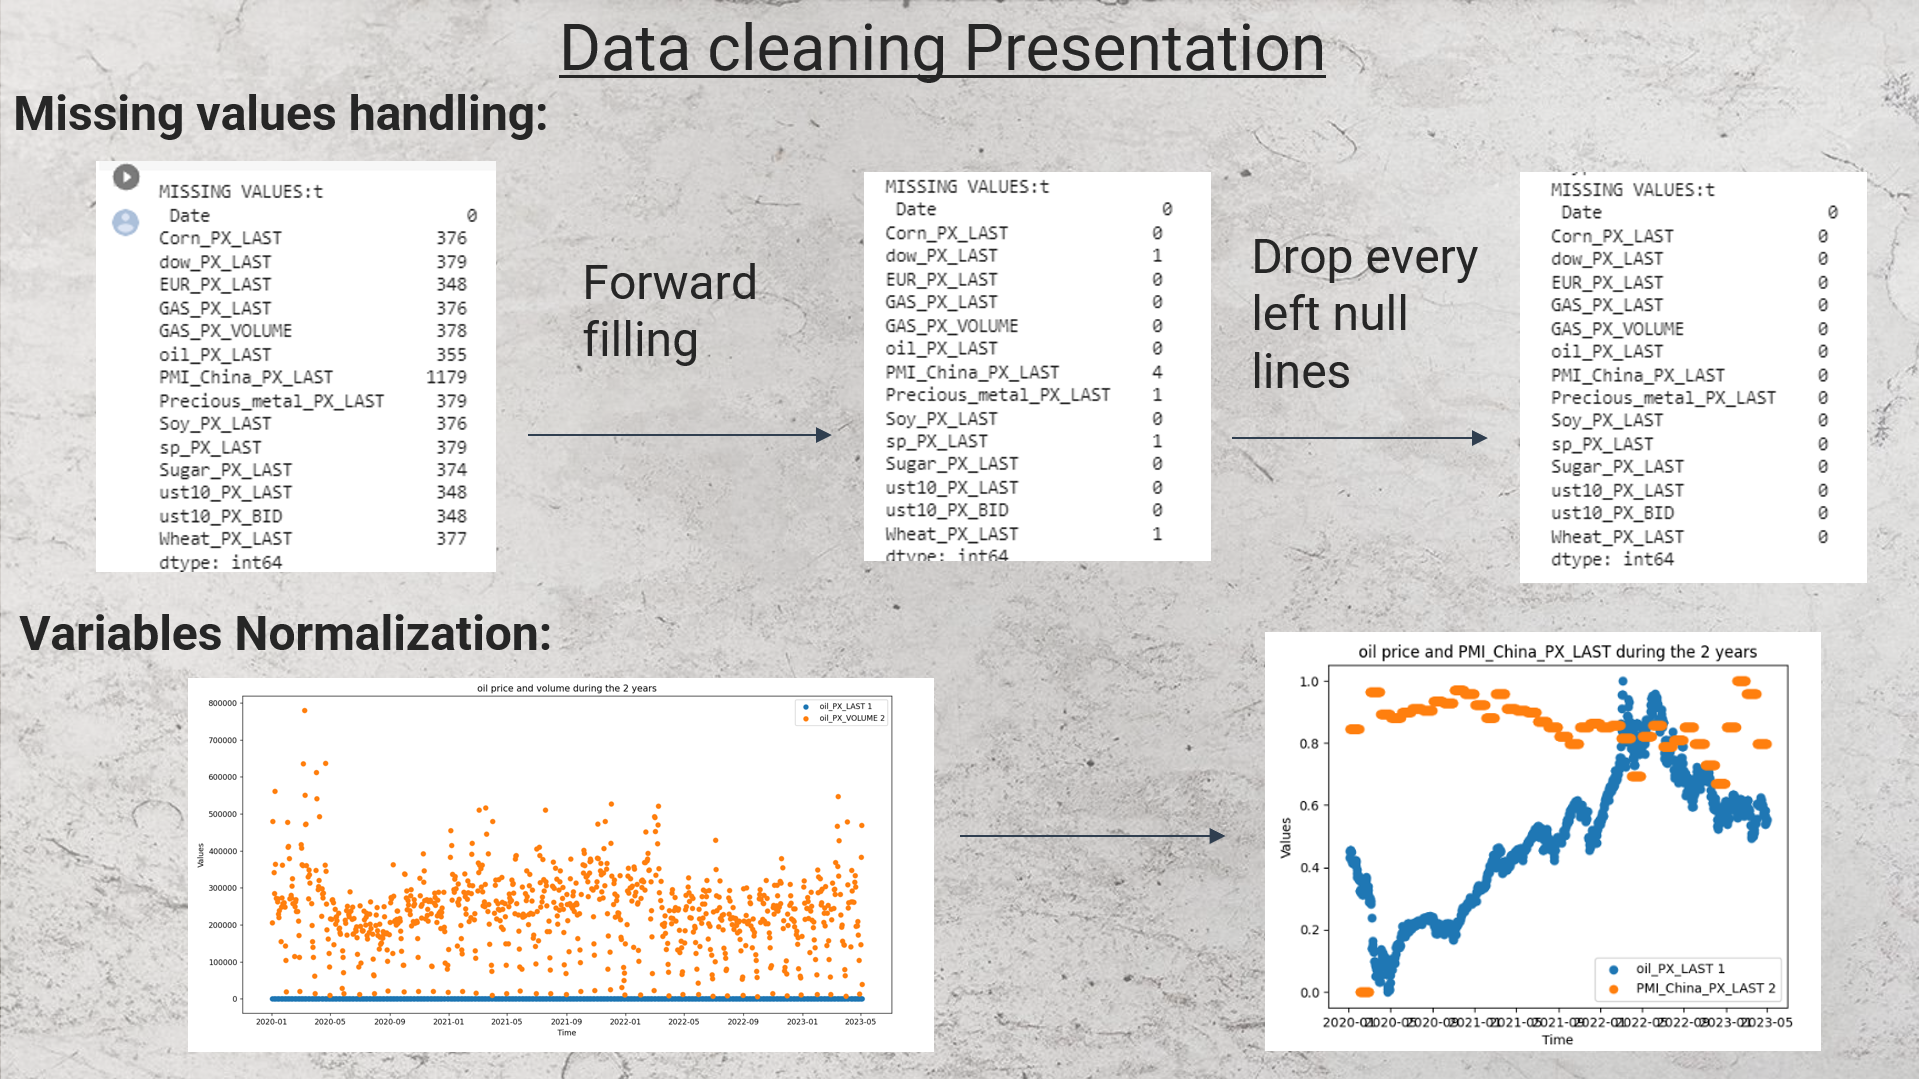 Data cleaning Presentation
Missing values handling:
MISSING VALUES:t
Date 0
Corn_PX_LAST 376
dow_PX_LAST 379
EUR_PX_LAST 348
GAS_PX_LAST 376
GAS_PX_VOLUME 378
oil_PX_LAST 355
PMI_China_PX_LAST 1179
Precious_metal_PX_LAST 379
Soy_PX_LAST 376
sp_PX_LAST 379
Sugar_PX_LAST 374
ust10_PX_LAST 348
ust10_PX_BID 348
Wheat_PX_LAST 377
dtype: int64
Forward
filling
MISSING VALUES:t
Date 0
Corn_PX_LAST 0
dow_PX_LAST 1
EUR_PX_LAST 0
GAS_PX_LAST 0
GAS_PX_VOLUME 0
oil_PX_LAST 0
PMI_China_PX_LAST 4
Precious_metal_PX_LAST 1
Soy_PX_LAST 0
sp_PX_LAST 1
Sugar_PX_LAST 0
ust10_PX_LAST 0
ust10_PX_BID 0
Wheat_PX_LAST 1
dtype: int64
Drop every
left null
lines
MISSING VALUES:t
Date 0
Corn_PX_LAST 0
dow_PX_LAST 0
EUR_PX_LAST 0
GAS_PX_LAST 0
GAS_PX_VOLUME 0
oil_PX_LAST 0
PMI_China_PX_LAST 0
Precious_metal_PX_LAST 0
Soy_PX_LAST 0
sp_PX_LAST 0
Sugar_PX_LAST 0
ust10_PX_LAST 0
ust10_PX_BID 0
Wheat_PX_LAST 0
dtype: int64
Variables Normalization:
oil price and volume during the 2 years
oil_PX_LAST 1
oil_PX_VOLUME 2
800000
700000
600000
500000
400000
300000
200000
100000
0
Values
2020-01 2020-05 2020-09 2021-01 2021-05 2021-09 2022-01 2022-05 2022-09 2023-01 2023-05
Time
oil price and PMI_China_PX_LAST during the 2 years
1.0
0.8
0.6
0.4
0.2
0.0
Values
oil_PX_LAST 1
PMI_China_PX_LAST 2
2020-01 2020-05 2020-09 2021-01 2021-05 2021-09 2022-01 2022-05 2022-09 2023-01 2023-05
Time